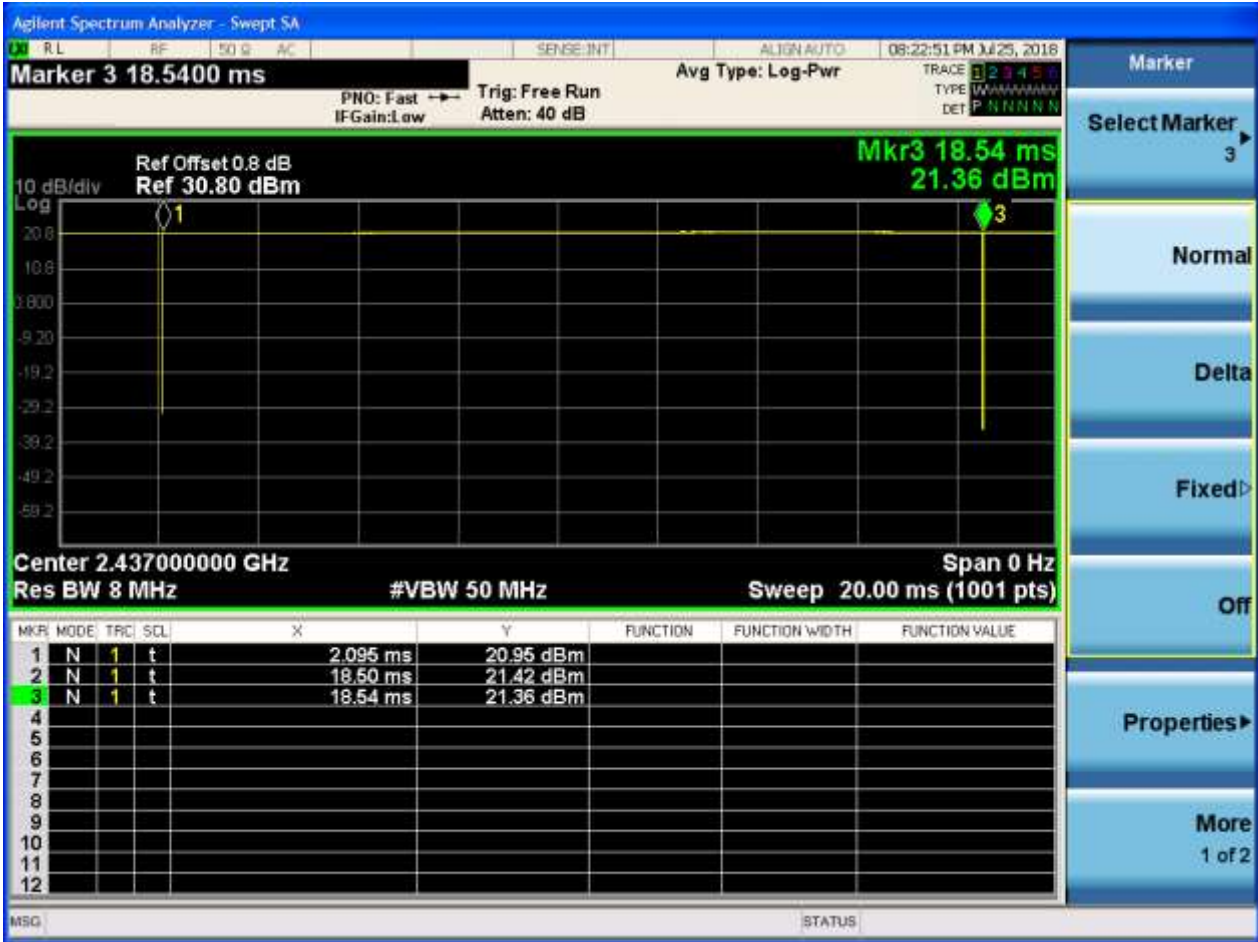 Agilent Spectrum Analyzer - Swept SA
RL RF 50 Ω AC SENSE:INT ALIGN AUTO 08:22:51 PM Jul 25, 2018
Marker 3 18.5400 ms
PNO: Fast
IFGain:Low
Trig: Free Run
Atten: 40 dB
Avg Type: Log-Pwr
TRACE 1 2 3 4 5 6
TYPE
DET P N N N N N
Ref Offset 0.8 dB
10 dB/div Ref 30.80 dBm
Mkr3 18.54 ms
21.36 dBm
Log
1
3
20.8
10.8
0.800
-9.20
-19.2
-29.2
-39.2
-49.2
-59.2
Center 2.437000000 GHz Span 0 Hz
Res BW 8 MHz #VBW 50 MHz Sweep 20.00 ms (1001 pts)
MKR MODE TRC SCL X Y FUNCTION FUNCTION WIDTH FUNCTION VALUE
1 N 1 t 2.095 ms 20.95 dBm
2 N 1 t 18.50 ms 21.42 dBm
3 N 1 t 18.54 ms 21.36 dBm
4
5
6
7
8
9
10
11
12
MSG STATUS
Marker
Select Marker
3
Normal
Delta
Fixed
Off
Properties
More
1 of 2